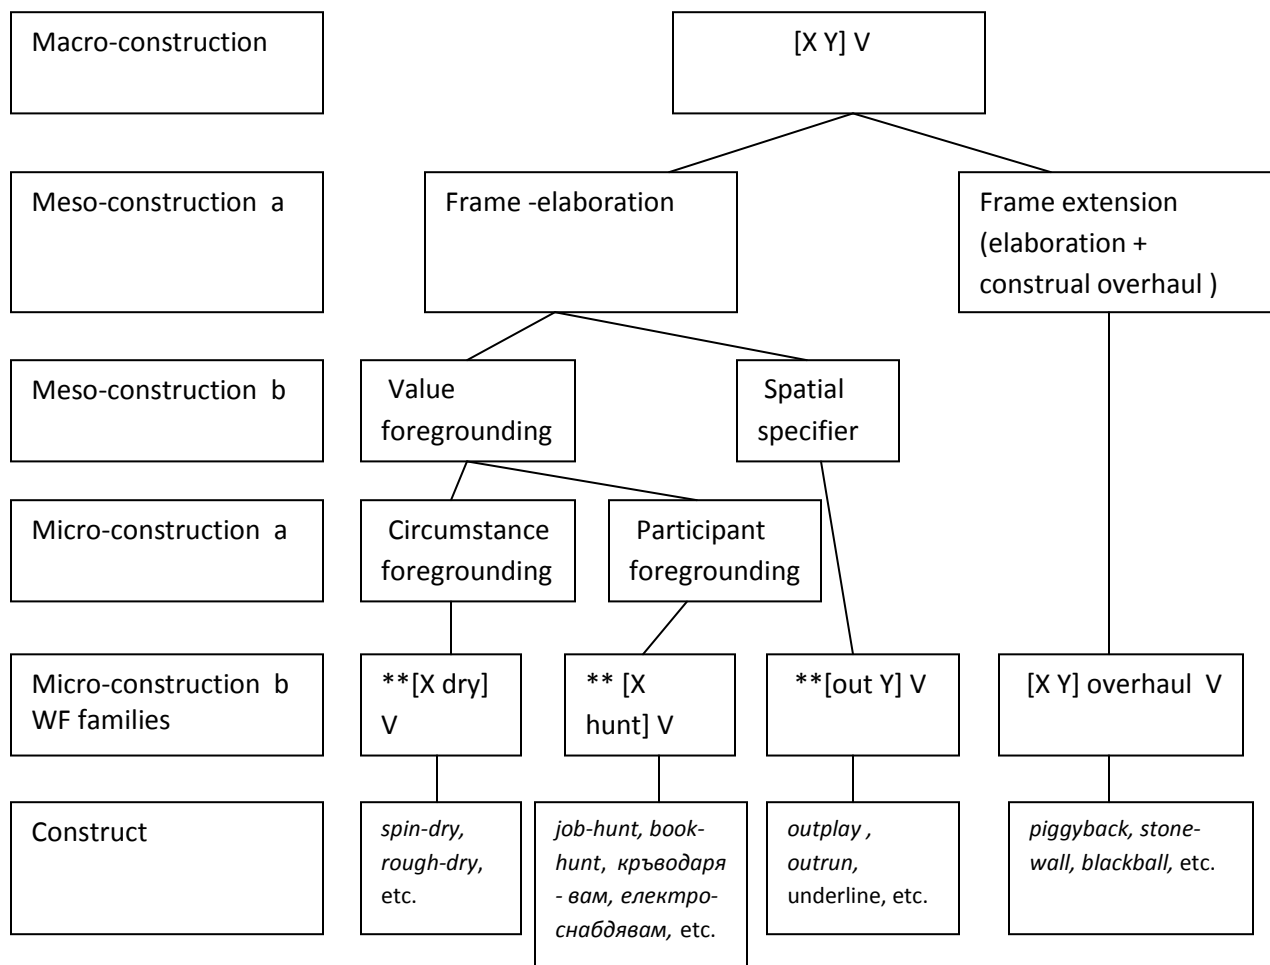 Macro-construction
[X Y] V
Meso-construction a
Frame -elaboration
Frame extension
(elaboration +
construal overhaul )
Meso-construction b
Value
foregrounding
Spatial
specifier
Micro-construction a
Circumstance
foregrounding
Participant
foregrounding
Micro-construction b
WF families
**[X dry]
V
** [X
hunt] V
**[out Y] V
[X Y] overhaul V
Construct
spin-dry,
rough-dry,
etc.
job-hunt, book-
hunt, кръводаря
- вам, електро-
снабдявам, etc.
outplay ,
outrun,
underline, etc.
piggyback, stone-
wall, blackball, etc.